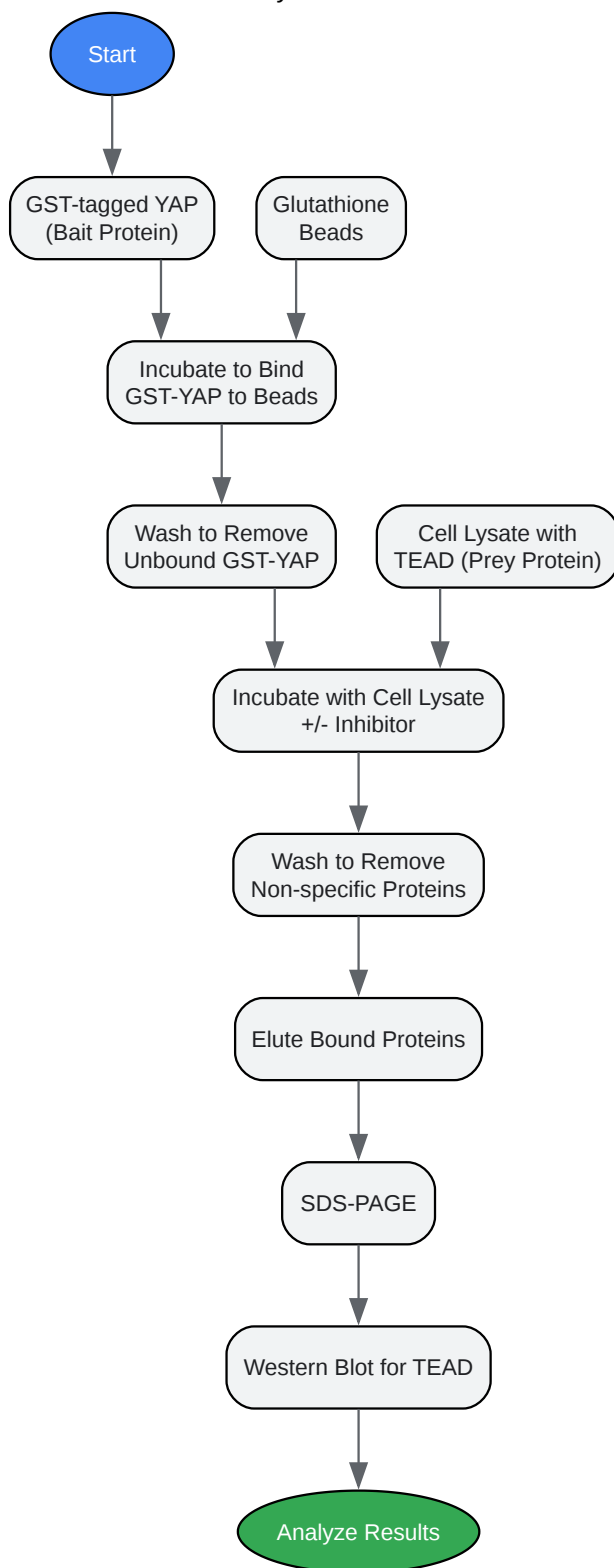 Start
GST-tagged YAP
(Bait Protein)
Glutathione
Beads
Incubate to Bind
GST-YAP to Beads
Wash to Remove
Unbound GST-YAP
Cell Lysate with
TEAD (Prey Protein)
Incubate with Cell Lysate
+/- Inhibitor
Wash to Remove
Non-specific Proteins
Elute Bound Proteins
SDS-PAGE
Western Blot for TEAD
Analyze Results